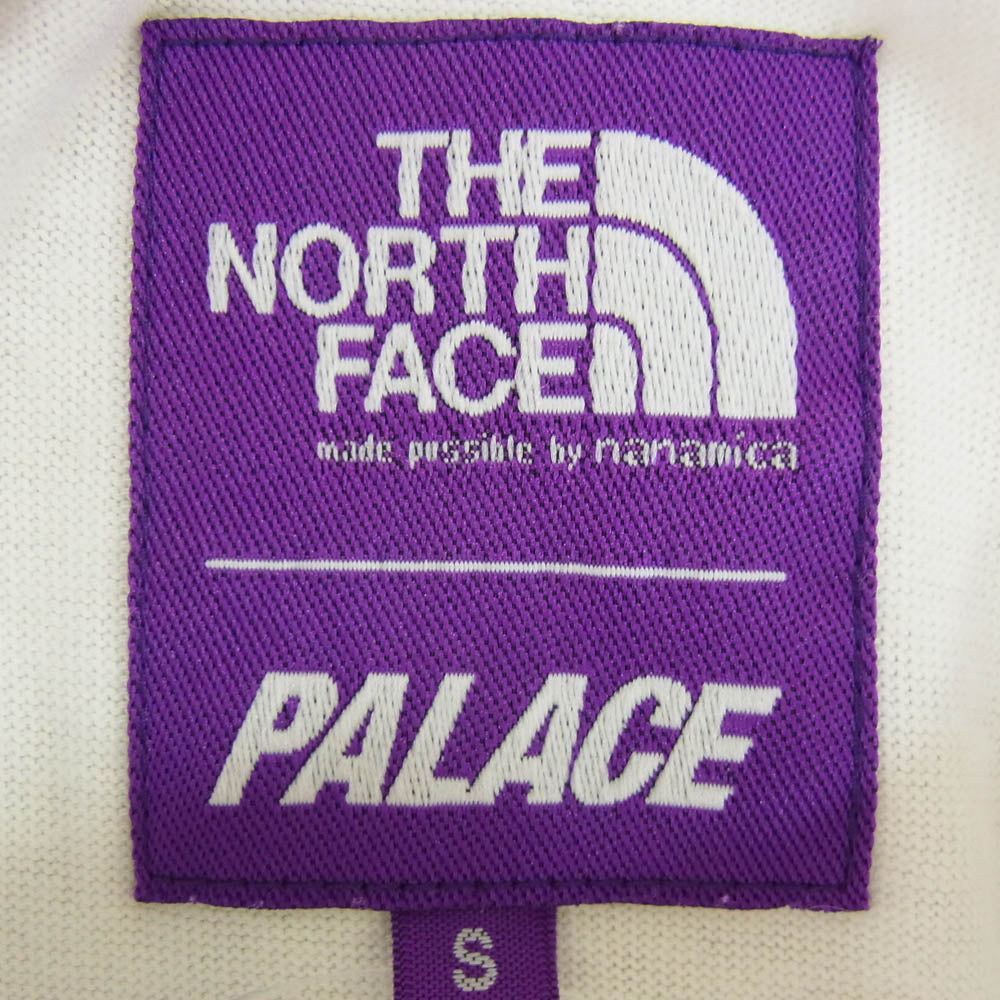 THE
NORTH
FACE
made possible by nanamica
PALACE
S